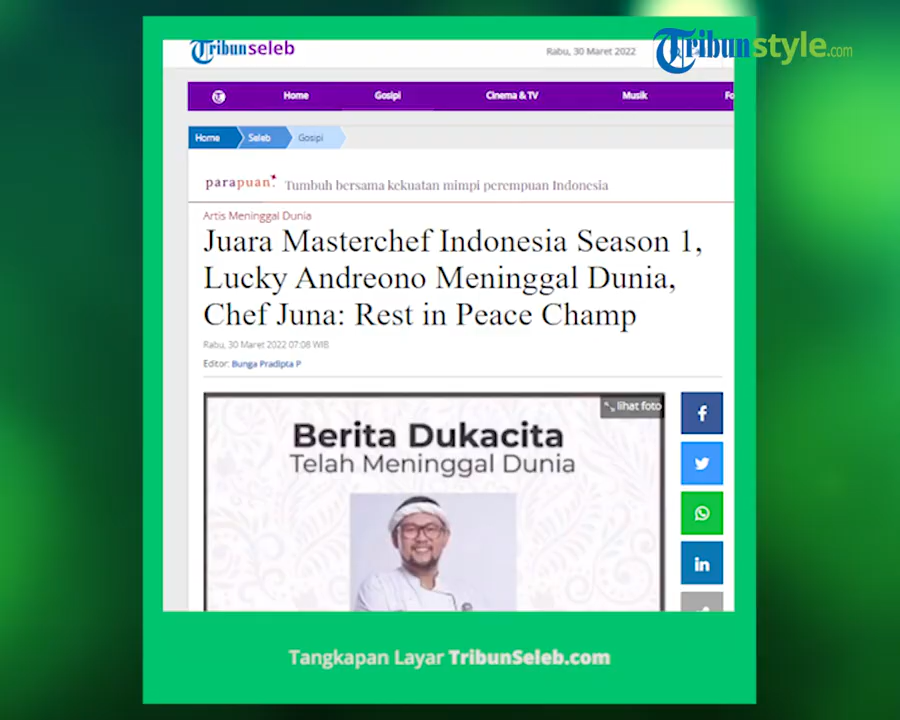 Tribunseleb
Rabu, 30 Maret 2022
Tribunstyle.com
Home
Gosipi
Cinema & TV
Musik
Fo
Home
Seleb
Gosipi
parapuan.
Tumbuh bersama kekuatan mimpi perempuan Indonesia
Artis Meninggal Dunia
Juara Masterchef Indonesia Season 1,
Lucky Andreono Meninggal Dunia,
Chef Juna: Rest in Peace Champ
Rabu, 30 Maret 2022 07:08 WIB
Editor: Bunga Pradipta P
lihat foto
Berita Dukacita
Telah Meninggal Dunia
Tangkapan Layar TribunSeleb.com